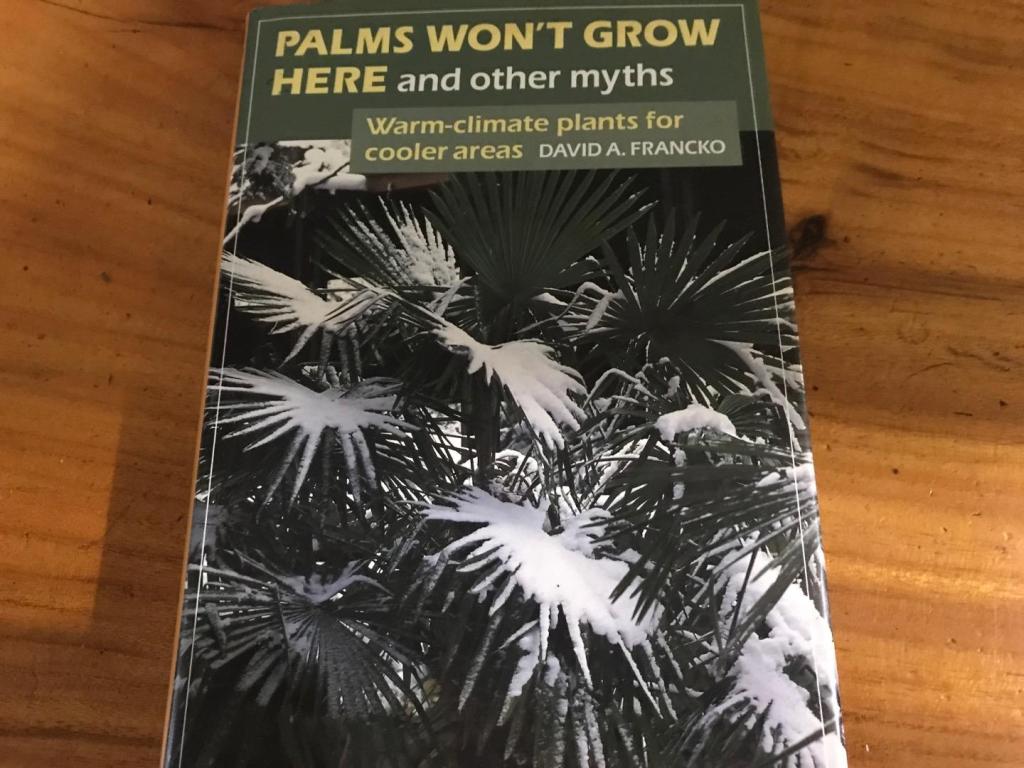 PALMS WON'T GROW
HERE and other myths
Warm-climate plants for
cooler areas DAVID A. FRANCKO